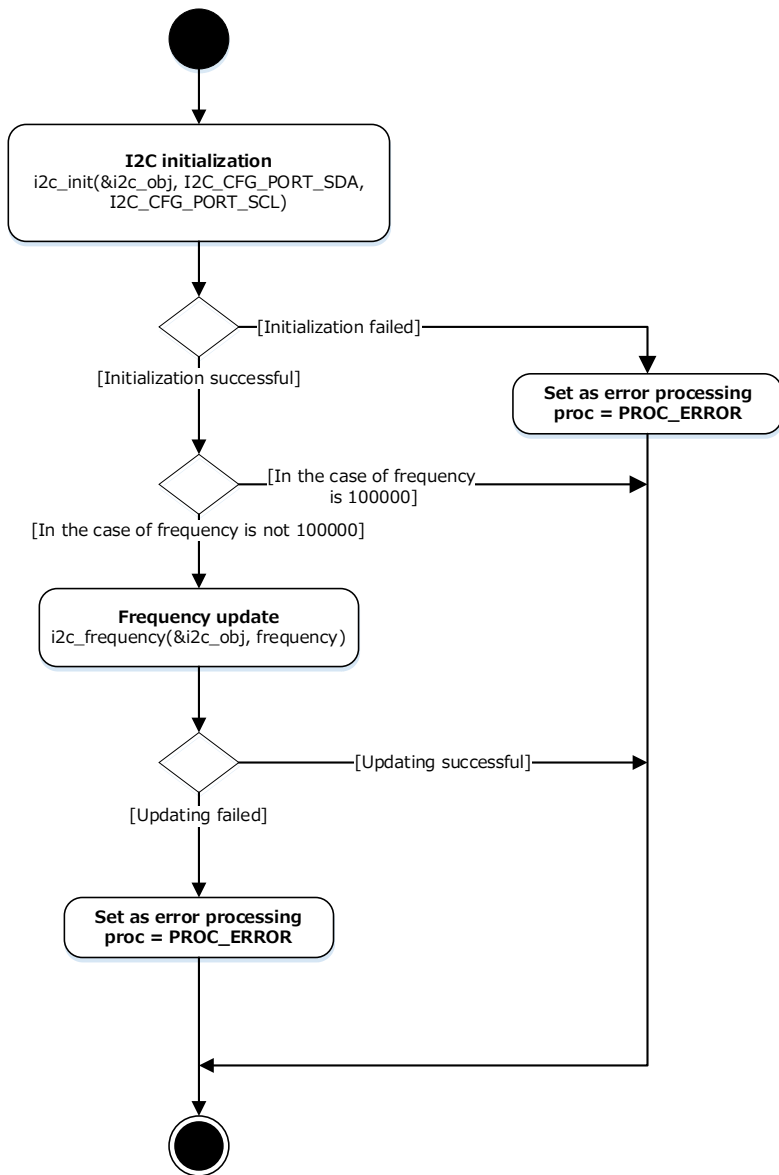 I2C initialization
i2c_init(&i2c_obj, I2C_CFG_PORT_SDA,
I2C_CFG_PORT_SCL)
[Initialization failed]
[Initialization successful]
Set as error processing
proc = PROC_ERROR
[In the case of frequency
is 100000]
[In the case of frequency is not 100000]
Frequency update
i2c_frequency(&i2c_obj, frequency)
[Updating successful]
[Updating failed]
Set as error processing
proc = PROC_ERROR